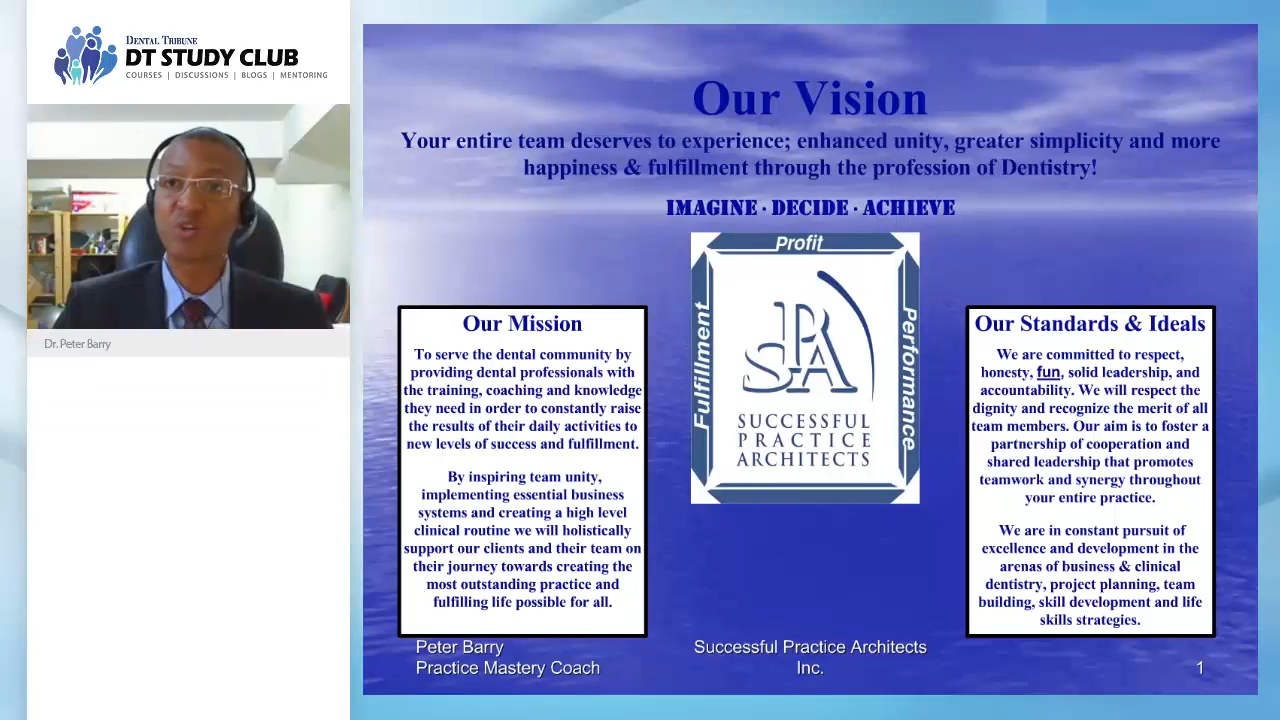 DENTAL TRIBUNE
DT STUDY CLUB
COURSES | DISCUSSIONS | BLOGS | MENTORING
Dr. Peter Barry
Our Vision
Your entire team deserves to experience; enhanced unity, greater simplicity and more
happiness & fulfillment through the profession of Dentistry!
IMAGINE · DECIDE · ACHIEVE
Our Mission
To serve the dental community by
providing dental professionals with
the training, coaching and knowledge
they need in order to constantly raise
the results of their daily activities to
new levels of success and fulfillment.
By inspiring team unity,
implementing essential business
systems and creating a high level
clinical routine we will holistically
support our clients and their team on
their journey towards creating the
most outstanding practice and
fulfilling life possible for all.
Profit
Fulfillment
Performance
SPA
SUCCESSFUL
PRACTICE
ARCHITECTS
Our Standards & Ideals
We are committed to respect,
honesty, fun, solid leadership, and
accountability. We will respect the
dignity and recognize the merit of all
team members. Our aim is to foster a
partnership of cooperation and
shared leadership that promotes
teamwork and synergy throughout
your entire practice.
We are in constant pursuit of
excellence and development in the
arenas of business & clinical
dentistry, project planning, team
building, skill development and life
skills strategies.
Peter Barry
Practice Mastery Coach
Successful Practice Architects
Inc.
1